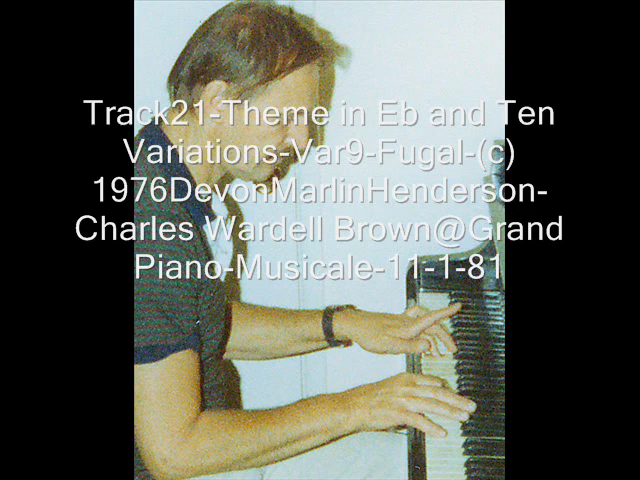 Track21-Theme in Eb and Ten
Variations-Var9-Fugal-(c)
1976DevonMarlinHenderson-
Charles Wardell Brown@Grand
Piano-Musicale-11-1-81